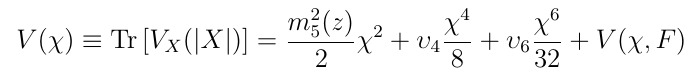 V(χ) ≡ Tr [V_X(|X|)] = \frac{m_5^2(z)}{2} χ^2 + υ_4 \frac{χ^4}{8} + υ_6 \frac{χ^6}{32} + V(χ, F)